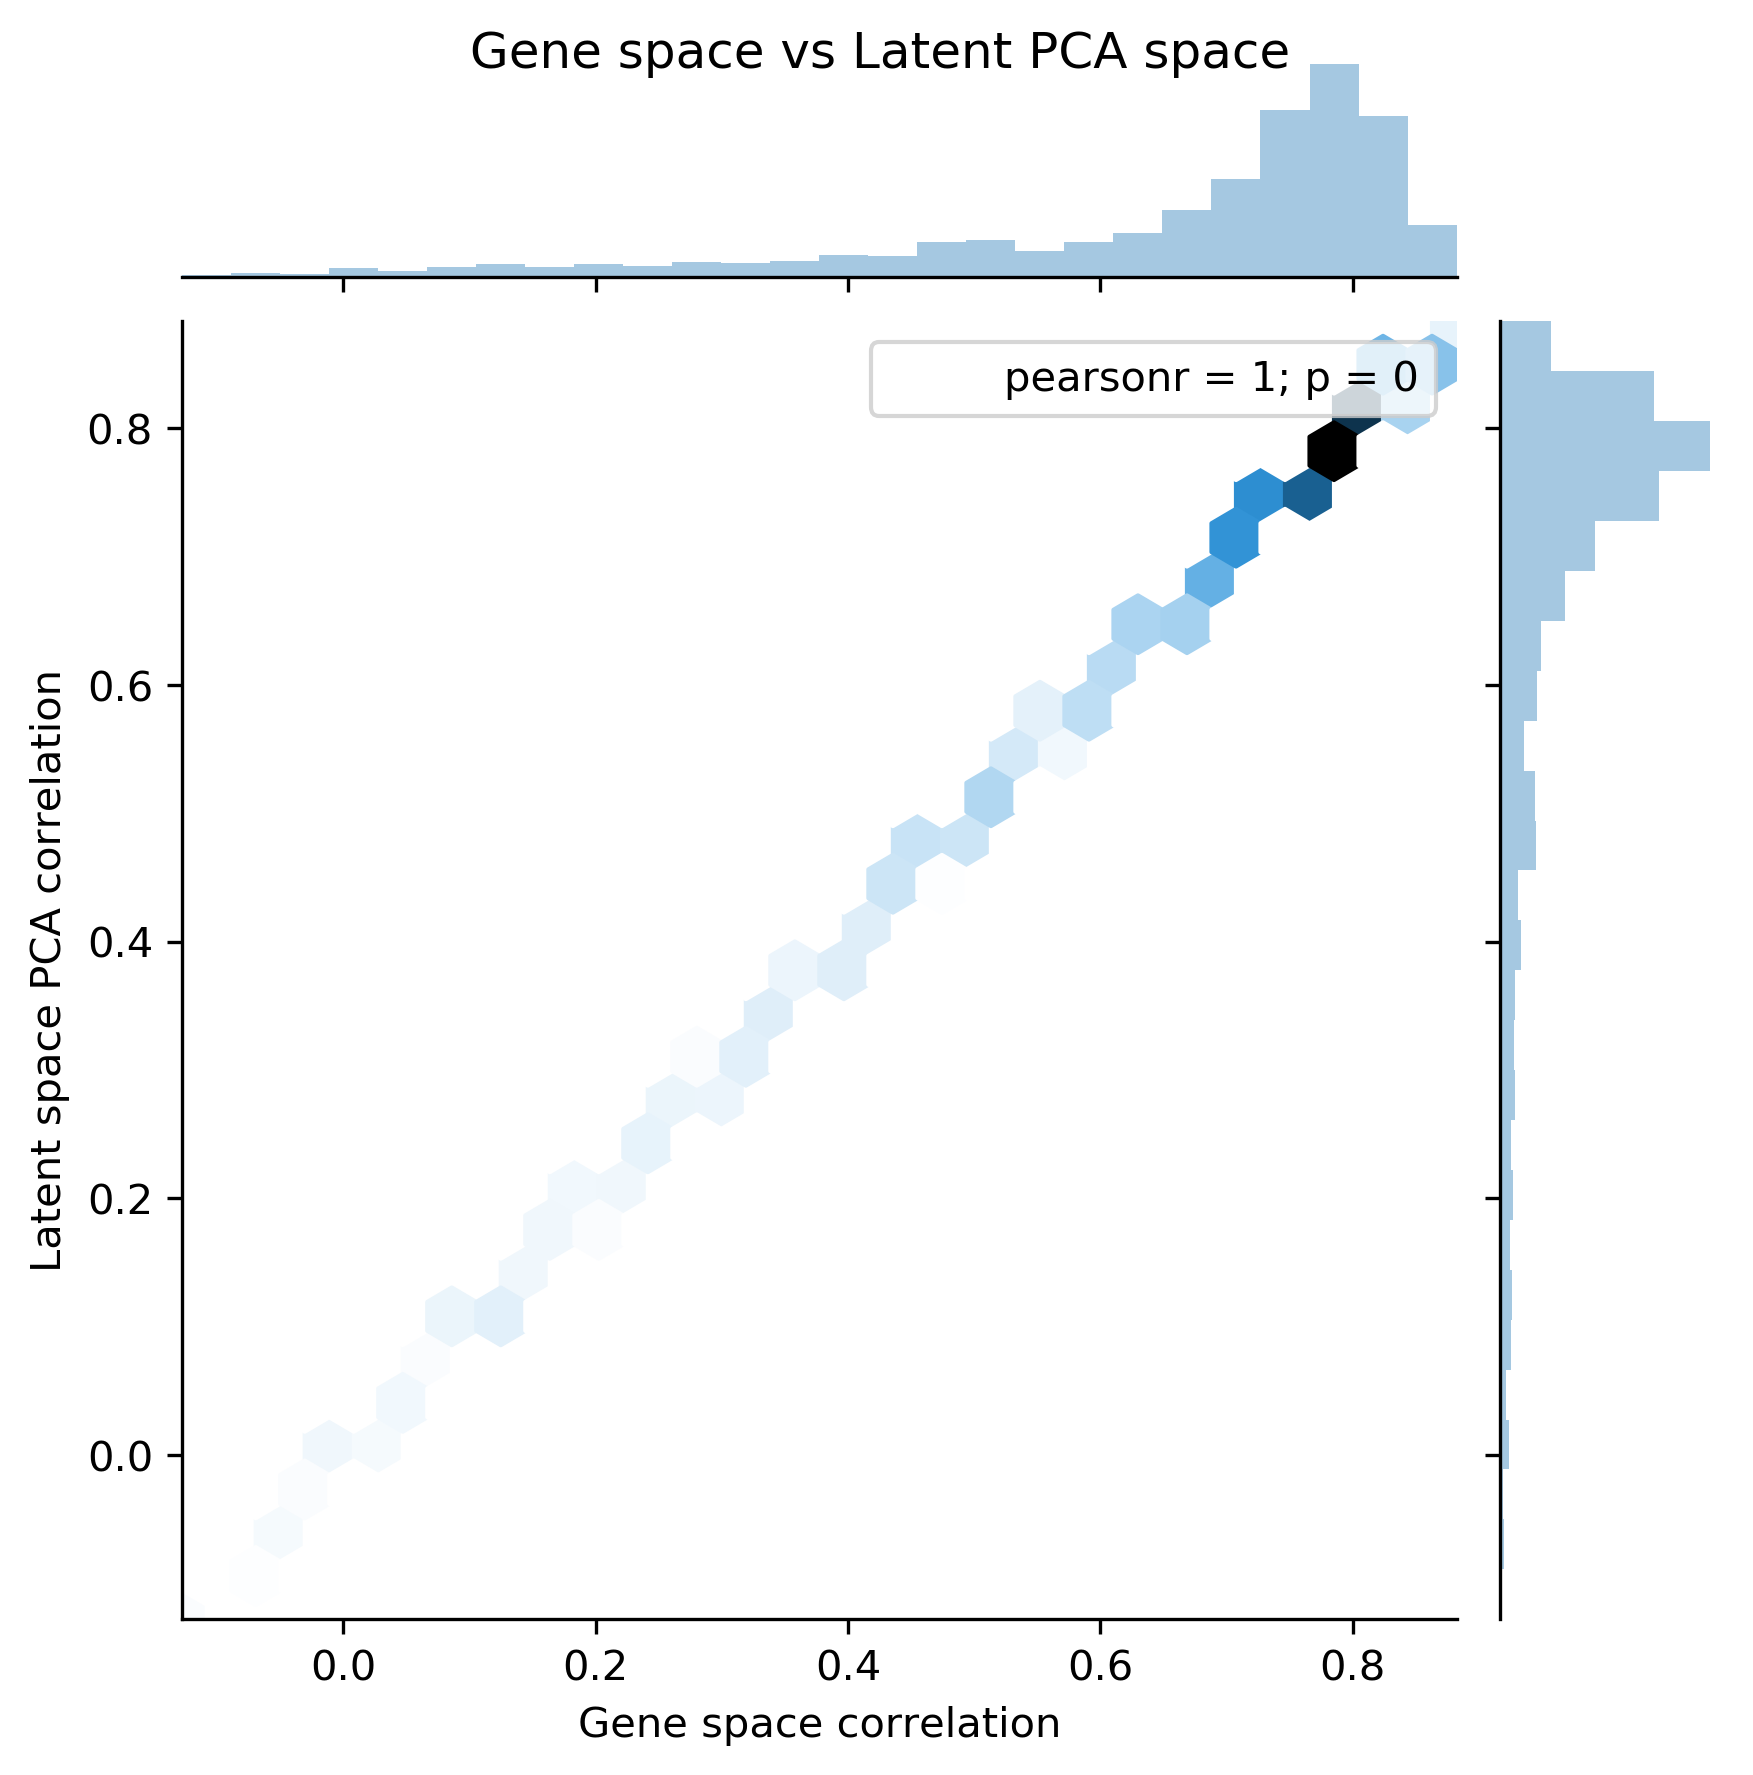 Gene space vs Latent PCA space
pearsonr = 1; p = 0
0.8
0.6
0.4
0.2
0.0
Latent space PCA correlation
0.0 0.2 0.4 0.6 0.8
Gene space correlation